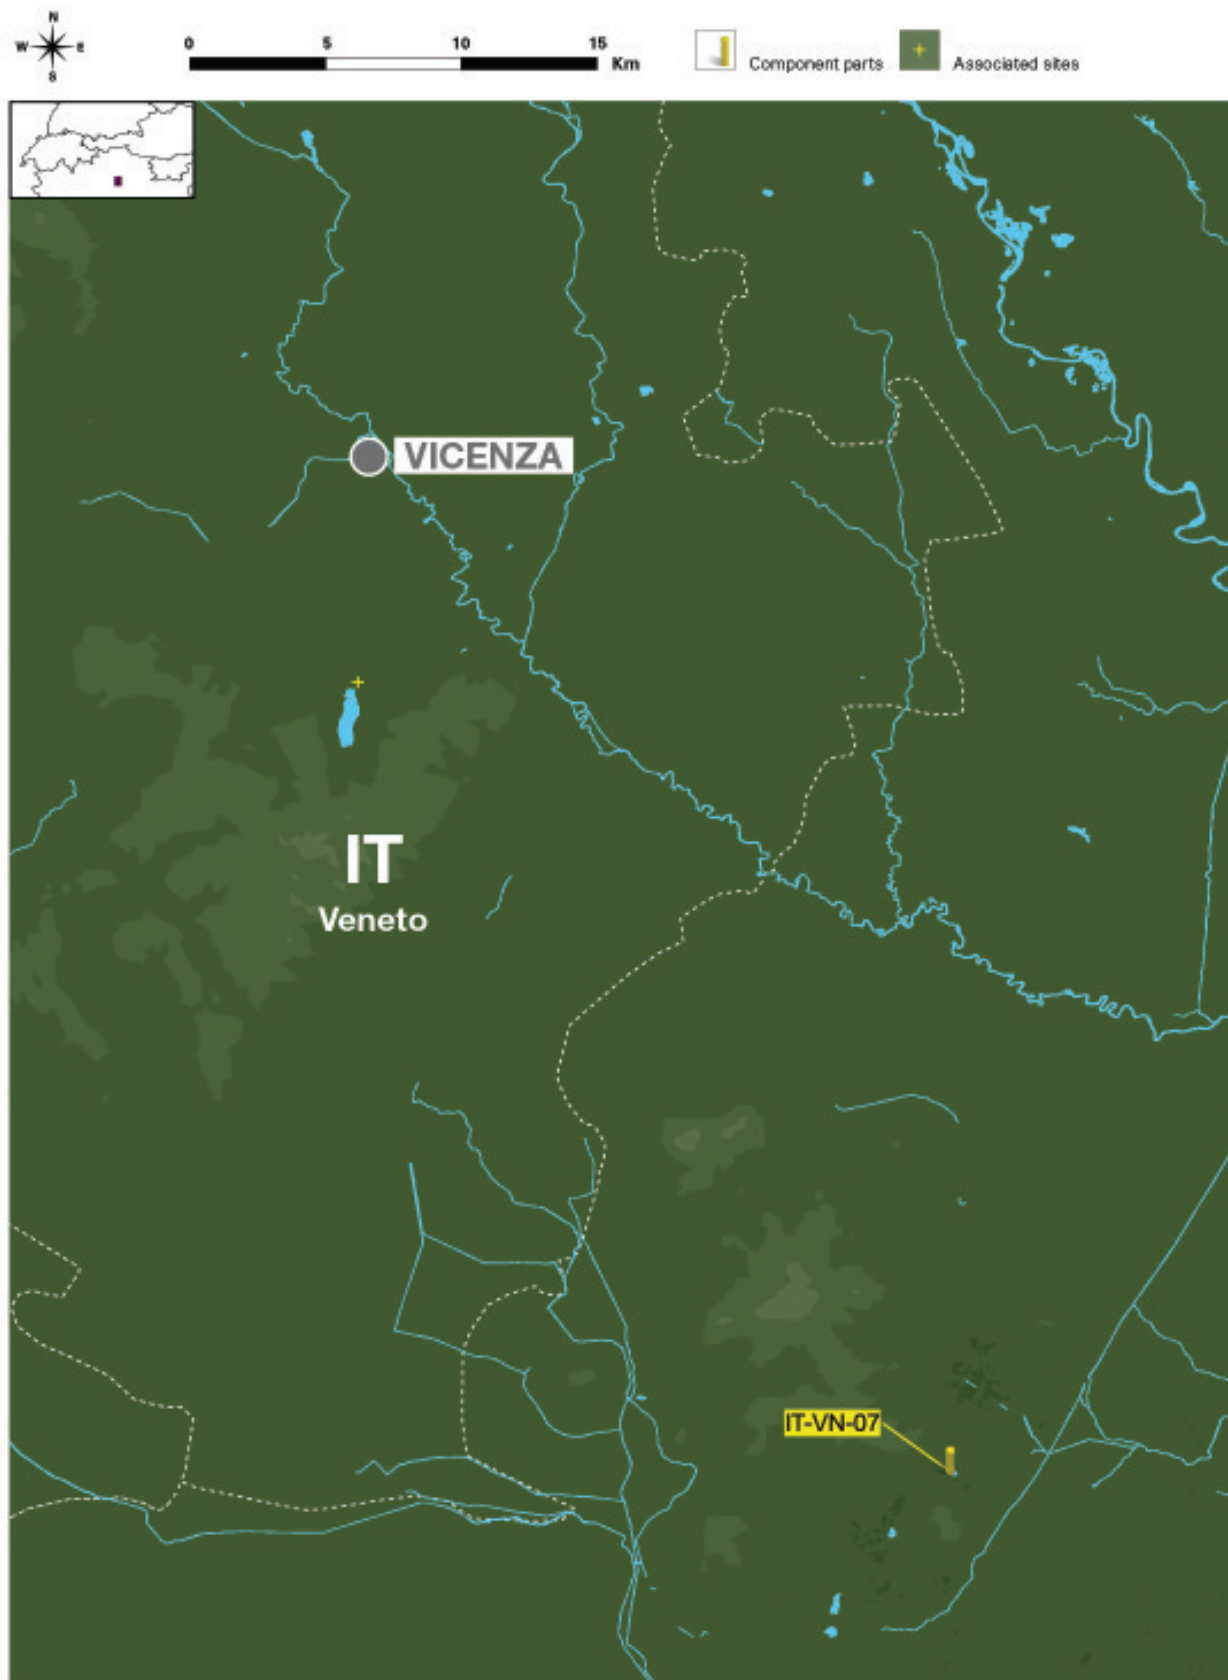 N
W E
S
0 5 10 15
Km
Component parts
Associated sites
VICENZA
IT
Veneto
IT-VN-07